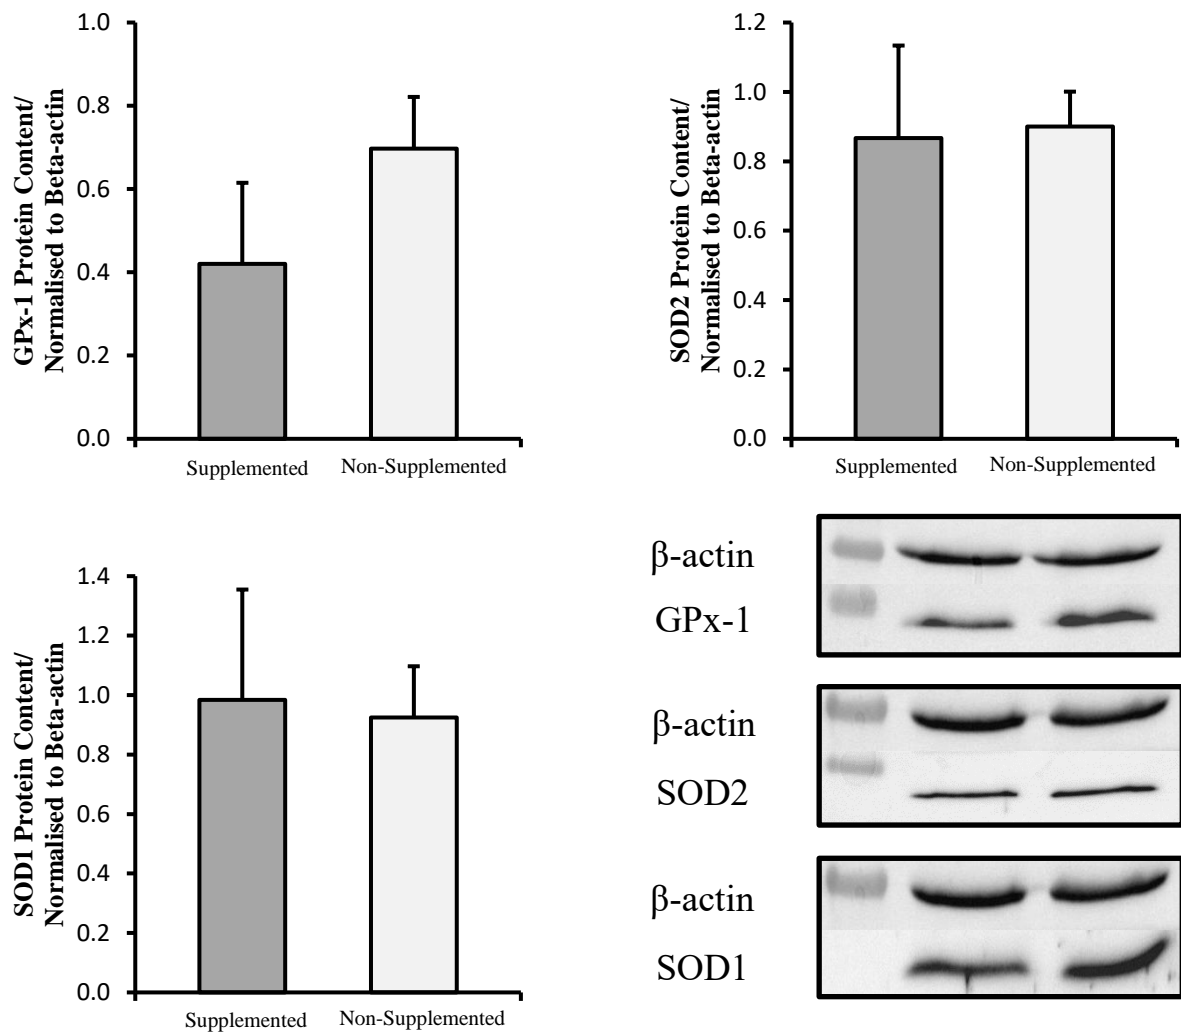 GPx-1 Protein Content/
Normalised to Beta-actin
1.0
0.8
0.6
0.4
0.2
0.0
Supplemented
Non-Supplemented
SOD2 Protein Content/
Normalised to Beta-actin
1.2
1.0
0.8
0.6
0.4
0.2
0.0
Supplemented
Non-Supplemented
SOD1 Protein Content/
Normalised to Beta-actin
1.4
1.2
1.0
0.8
0.6
0.4
0.2
0.0
Supplemented
Non-Supplemented
β-actin
GPx-1
β-actin
SOD2
β-actin
SOD1